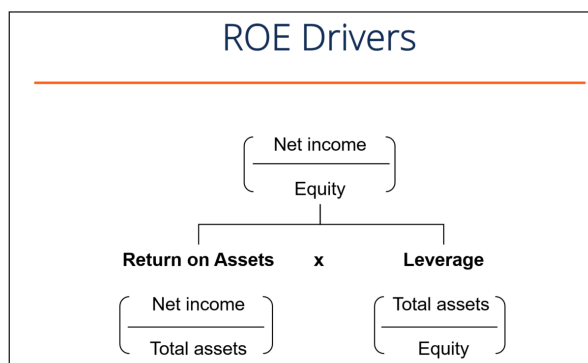 ROE Drivers
Net income
Equity
Return on Assets x Leverage
Net income Total assets
Total assets Equity